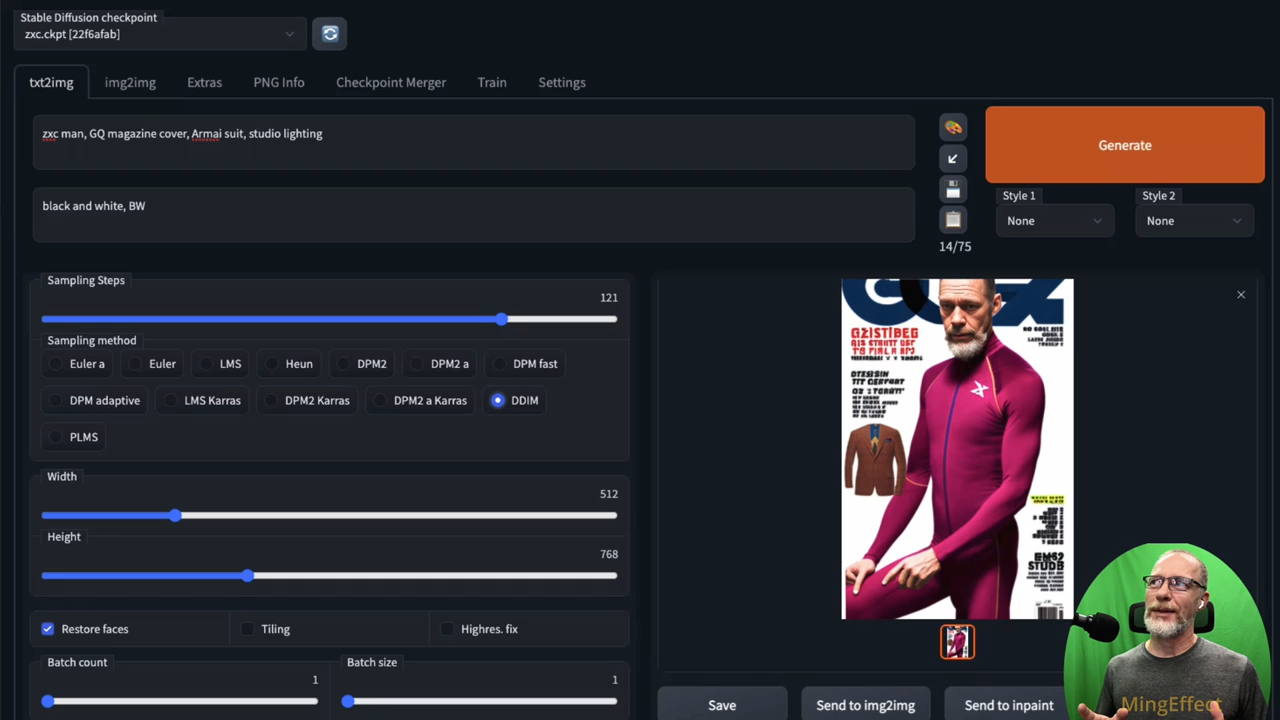 Stable Diffusion checkpoint
zxc.ckpt [22f6afab]
txt2img
img2img
Extras
PNG Info
Checkpoint Merger
Train
Settings
zxc man, GQ magazine cover, Armai suit, studio lighting
black and white, BW
Generate
Style 1
Style 2
None
None
14/75
Sampling Steps
121
Sampling method
Euler a
Euler
LMS
Heun
DPM2
DPM2 a
DPM fast
DPM adaptive
LMS Karras
DPM2 Karras
DPM2 a Karras
DDIM
PLMS
Width
512
Height
768
Restore faces
Tiling
Highres. fix
Batch count
1
Batch size
1
Save
Send to img2img
Send to inpaint
MingEffect